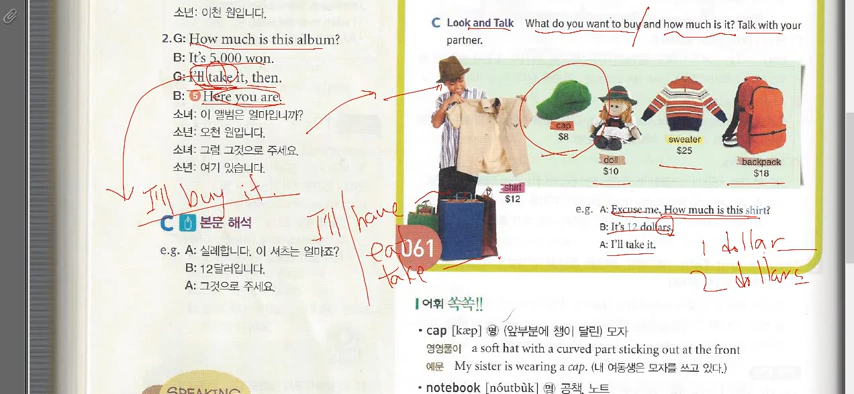 소년: 이천 원입니다.
2. G: How much is this album?
B: It's 5,000 won.
G: I'll take it, then.
B: 5 Here you are.
소녀: 이 앨범은 얼마입니까?
소년: 오천 원입니다.
소녀: 그럼 그것으로 주세요.
소년: 여기 있습니다.
I'll buy it.
C 본문 해석
e.g. A: 실례합니다. 이 셔츠는 얼마죠?
B: 12달러입니다.
A: 그것으로 주세요.
SPEAKING
C Look and Talk What do you want to buy and how much is it? Talk with your
partner.
cap
$8
doll
$10
sweater
$25
backpack
$18
shirt
$12
e.g. A: Excuse me, How much is this shirt?
B: It's 12 dollars.
A: I'll take it.
I'll have
eat
take
061
1 dollar
2 dollars
어휘 쏙쏙!!
• cap [kæp] 명 (앞부분에 챙이 달린) 모자
영영풀이 a soft hat with a curved part sticking out at the front
예문 My sister is wearing a cap. (내 여동생은 모자를 쓰고 있다.)
• notebook [nóutbùk] 명 공책, 노트